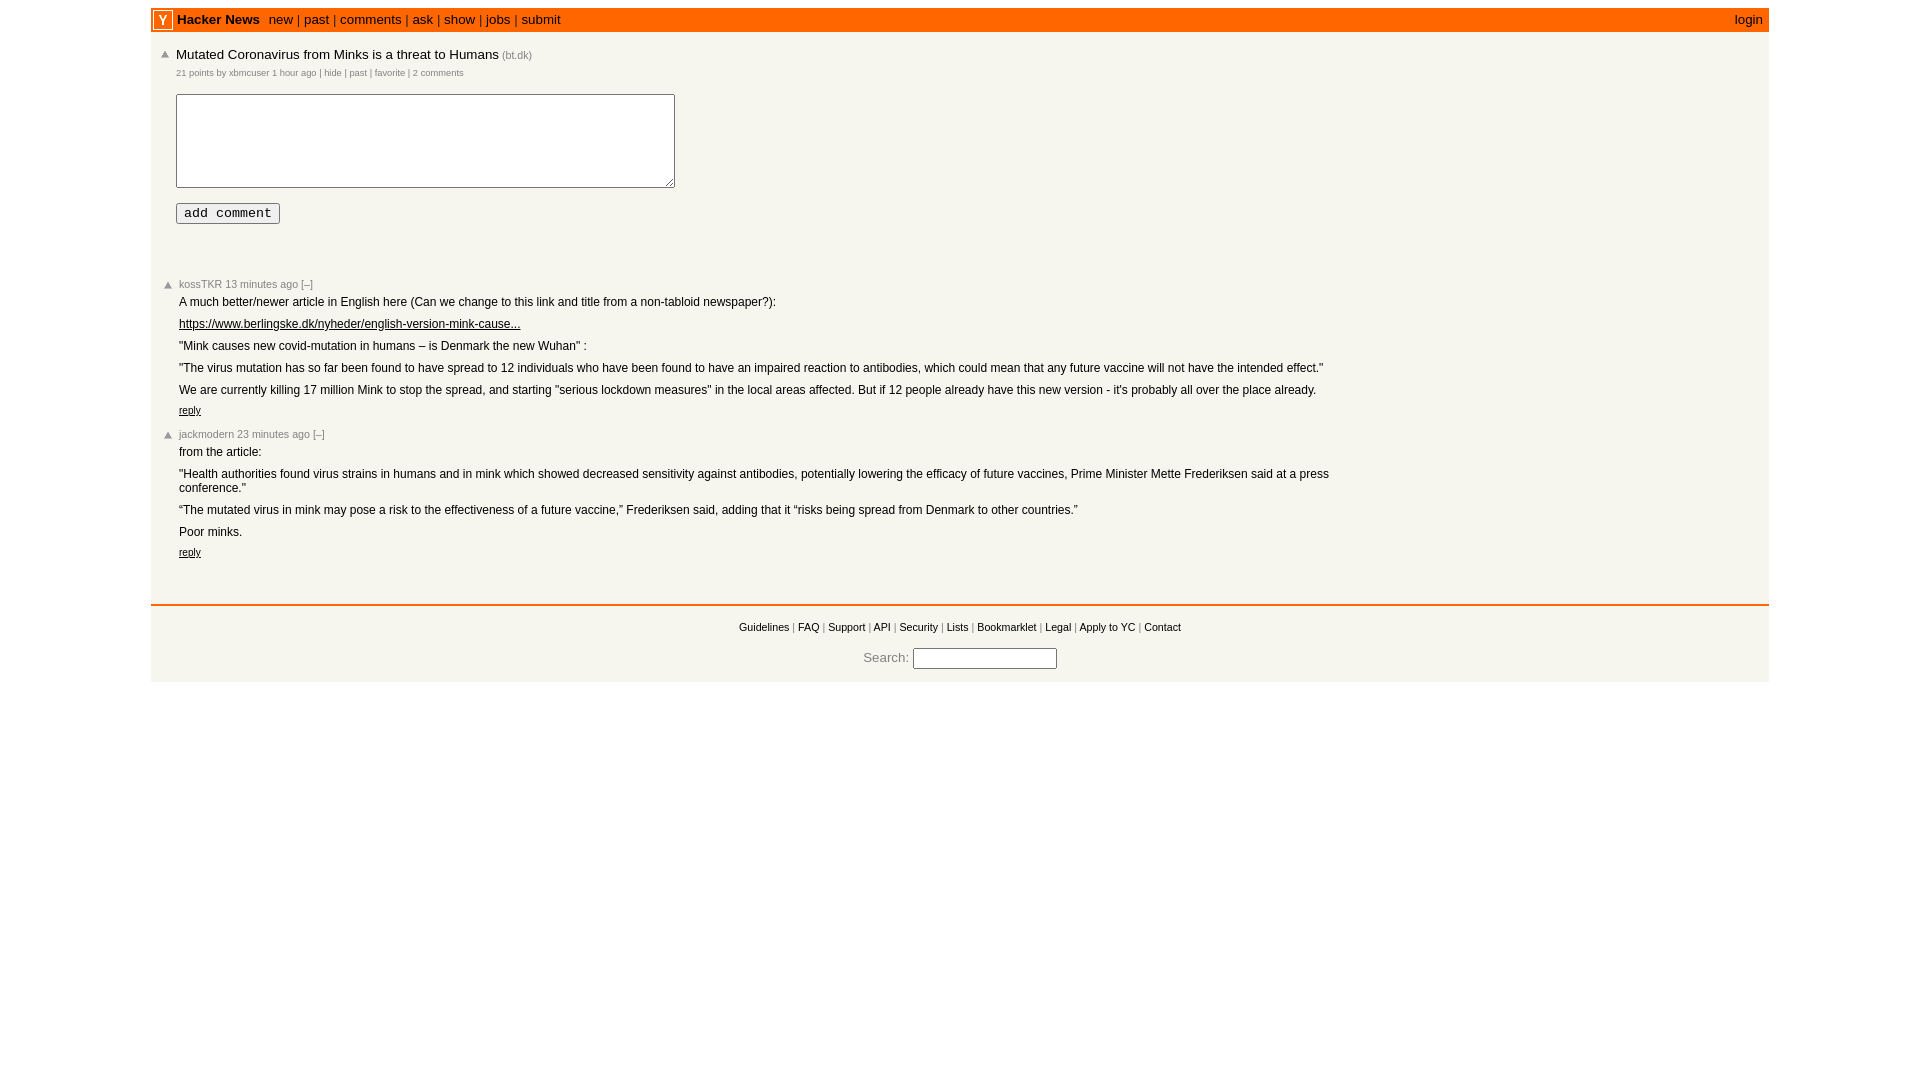 Y Hacker News new | past | comments | ask | show | jobs | submit login
Mutated Coronavirus from Minks is a threat to Humans (bt.dk)
21 points by xbmcuser 1 hour ago | hide | past | favorite | 2 comments
add comment
kossTKR 13 minutes ago [–]
A much better/newer article in English here (Can we change to this link and title from a non-tabloid newspaper?):
https://www.berlingske.dk/nyheder/english-version-mink-cause...
"Mink causes new covid-mutation in humans – is Denmark the new Wuhan" :
"The virus mutation has so far been found to have spread to 12 individuals who have been found to have an impaired reaction to antibodies, which could mean that any future vaccine will not have the intended effect."
We are currently killing 17 million Mink to stop the spread, and starting "serious lockdown measures" in the local areas affected. But if 12 people already have this new version - it's probably all over the place already.
reply
jackmodern 23 minutes ago [–]
from the article:
"Health authorities found virus strains in humans and in mink which showed decreased sensitivity against antibodies, potentially lowering the efficacy of future vaccines, Prime Minister Mette Frederiksen said at a press
conference."
“The mutated virus in mink may pose a risk to the effectiveness of a future vaccine,” Frederiksen said, adding that it “risks being spread from Denmark to other countries.”
Poor minks.
reply
Guidelines | FAQ | Support | API | Security | Lists | Bookmarklet | Legal | Apply to YC | Contact
Search: